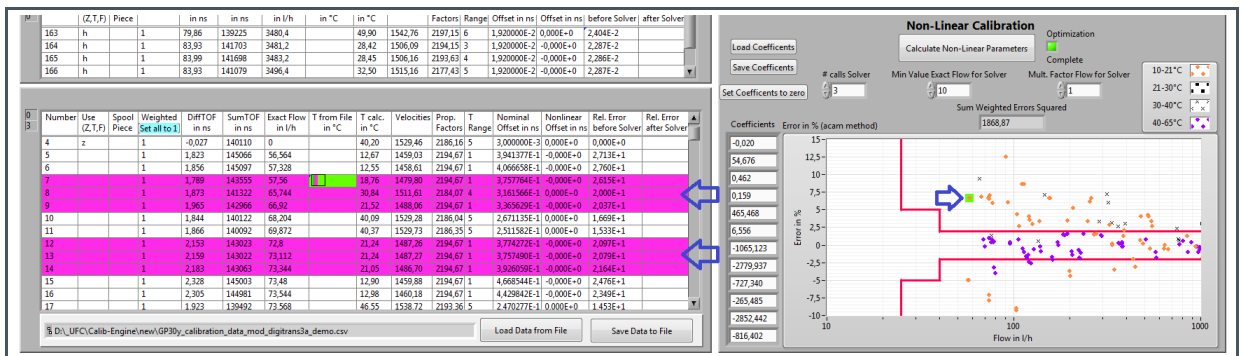 0
(Z,T,F) Piece in ns in ns in l/h in °C in °C Factors Range Offset in ns Offset in ns before Solver after Solver
163 h 1 79,86 139225 3480,4 49,90 1542,76 2197,15 6 1,920000E-2 0,000E+0 2,404E-2
164 h 1 83,93 141703 3481,2 28,42 1506,09 2194,15 3 1,920000E-2 -0,000E+0 2,287E-2
165 h 1 83,99 141698 3483,2 28,45 1506,16 2193,63 4 1,920000E-2 -0,000E+0 2,286E-2
166 h 1 83,93 141079 3496,4 32,50 1515,16 2177,43 5 1,920000E-2 -0,000E+0 2,287E-2
0
3
Number Use Spool Weighted DiffTOF SumTOF Exact Flow T from File T calc. Velocities Prop. T Nominal Nonlinear Rel. Error Rel. Error
(Z,T,F) Piece Set all to 1 in ns in ns in l/h in °C in °C Factors Range Offset in ns Offset in ns before Solver after Solver
4 z 1 -0,027 140110 0 40,20 1529,46 2186,16 5 3,000000E-3 0,000E+0 0,000E+0
5 1 1,823 145066 56,564 12,67 1459,03 2194,67 1 3,941377E-1 -0,000E+0 2,713E+1
6 1 1,856 145097 57,328 12,55 1458,61 2194,67 1 4,066658E-1 -0,000E+0 2,760E+1
7 1 1,789 143555 57,56 18,76 1479,80 2194,67 1 3,757764E-1 -0,000E+0 2,615E+1
8 1 1,873 141322 65,744 30,84 1511,61 2184,07 4 3,161566E-1 0,000E+0 2,000E+1
9 1 1,965 142966 66,92 21,52 1488,06 2194,67 1 3,365629E-1 -0,000E+0 2,037E+1
10 1 1,844 140122 68,204 40,09 1529,28 2186,04 5 2,671135E-1 0,000E+0 1,669E+1
11 1 1,866 140092 69,872 40,37 1529,73 2186,35 5 2,511582E-1 0,000E+0 1,533E+1
12 1 2,153 143023 72,8 21,24 1487,26 2194,67 1 3,774272E-1 -0,000E+0 2,097E+1
13 1 2,159 143022 73,112 21,24 1487,27 2194,67 1 3,757490E-1 -0,000E+0 2,079E+1
14 1 2,183 143063 73,344 21,05 1486,70 2194,67 1 3,926059E-1 -0,000E+0 2,164E+1
15 1 2,328 145003 73,48 12,90 1459,88 2194,67 1 4,668544E-1 -0,000E+0 2,476E+1
16 1 2,305 144981 73,544 12,98 1460,18 2194,67 1 4,429842E-1 -0,000E+0 2,349E+1
17 1 1,923 139492 73,568 46,55 1538,72 2193,36 5 2,470277E-1 0,000E+0 1,453E+1
D:\_UFC\Calib-Engine\new\GP30y_calibration_data_mod_digitrans3a_demo.csv
Load Data from File
Save Data to File
Non-Linear Calibration
Load Coefficents
Calculate Non-Linear Parameters
Optimization
Complete
Save Coefficents
Set Coefficents to zero
# calls Solver
3
Min Value Exact Flow for Solver
10
Mult. Factor Flow for Solver
1
Sum Weighted Errors Squared
1868,87
10-21°C
21-30°C
30-40°C
40-65°C
Coefficients
-0,020
54,676
0,462
0,159
465,468
6,556
-1065,123
-2779,937
-727,340
-265,485
-2852,442
-816,402
Error in % (acam method)
Error in %
12,5
10
7,5
5
2,5
0
-2,5
-5
-7,5
-10
10 100 1000
Flow in l/h